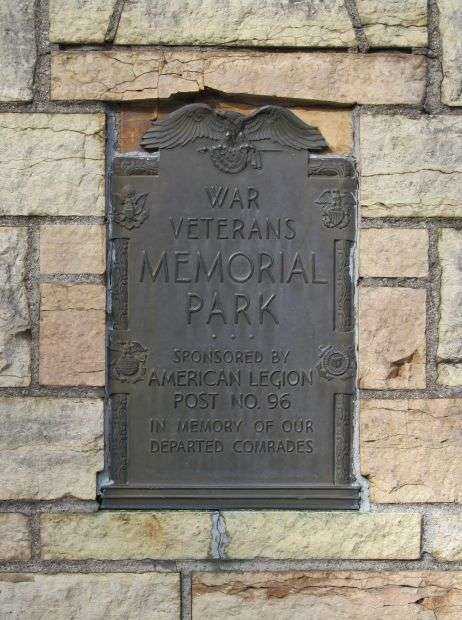 WAR
VETERANS
MEMORIAL
PARK
SPONSORED BY
AMERICAN LEGION
POST NO. 96
IN MEMORY OF OUR
DEPARTED COMRADES